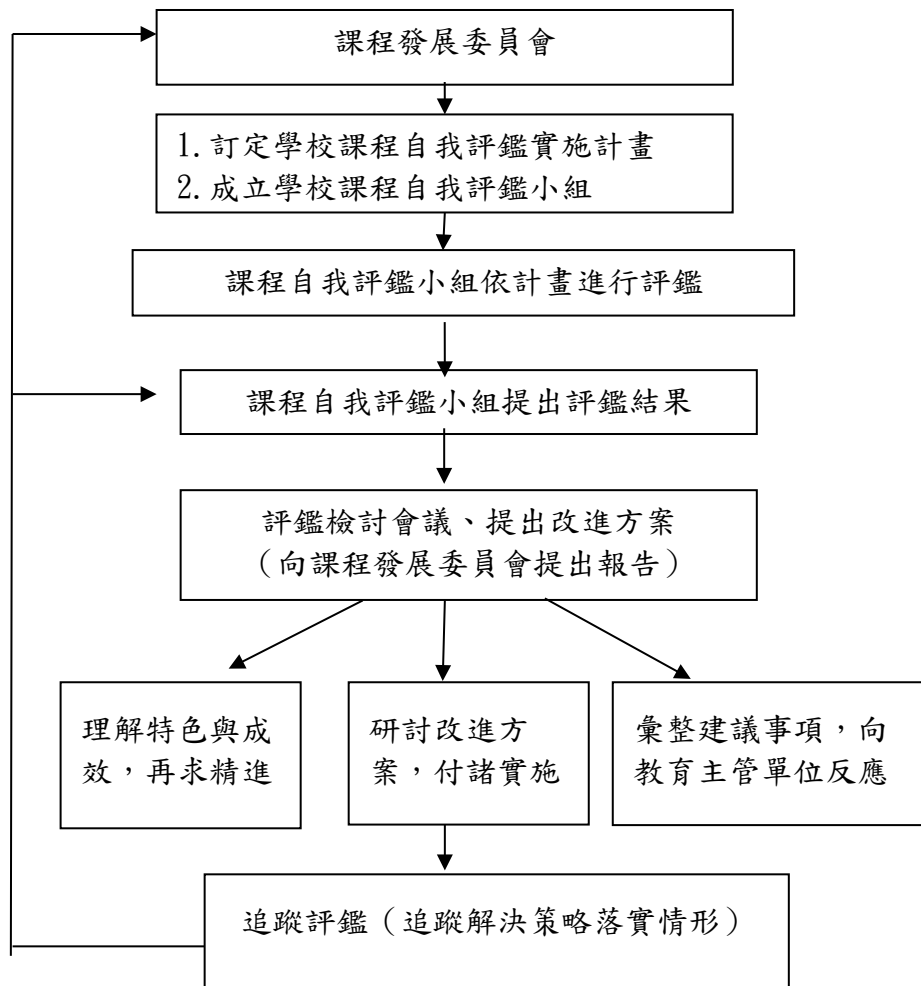 課程發展委員會
1.訂定學校課程自我評鑑實施計畫
2.成立學校課程自我評鑑小組
課程自我評鑑小組依計畫進行評鑑
課程自我評鑑小組提出評鑑結果
評鑑檢討會議、提出改進方案
（向課程發展委員會提出報告）
理解特色與成
效，再求精進
研討改進方
案，付諸實施
彙整建議事項，向
教育主管單位反應
追蹤評鑑（追蹤解決策略落實情形）